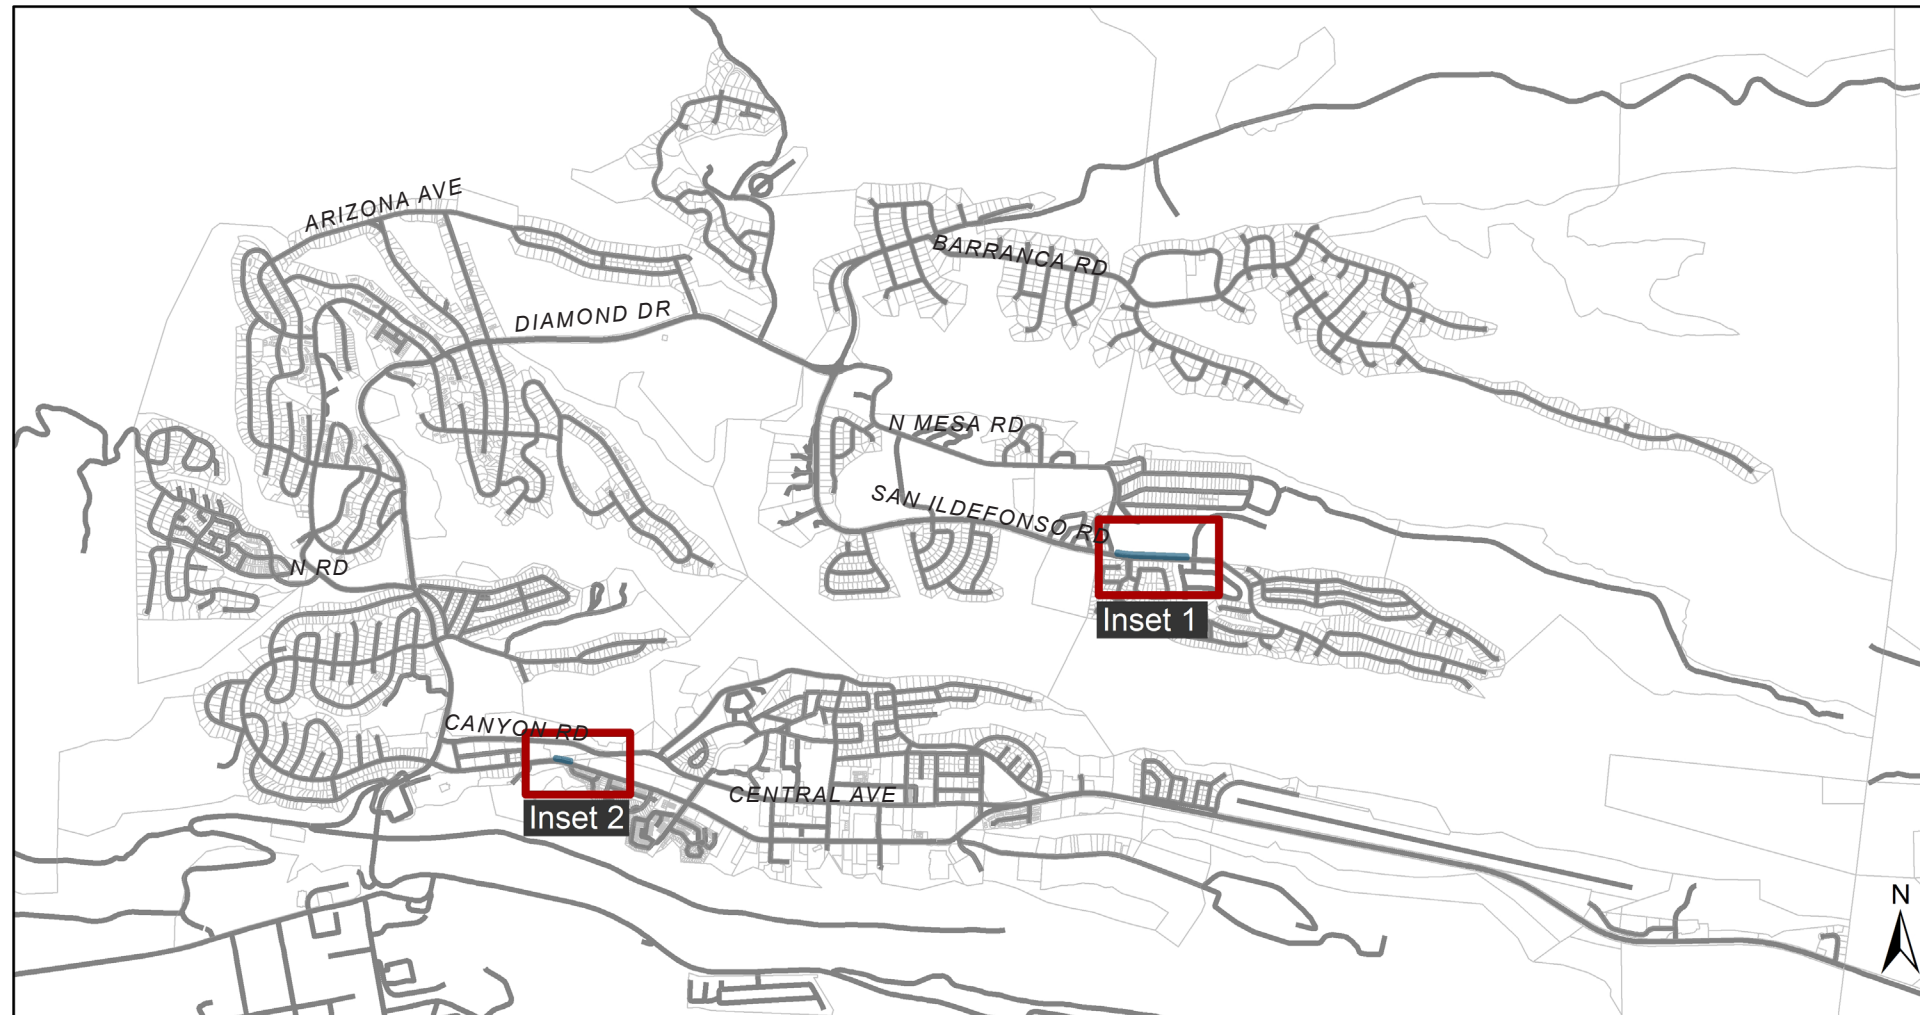 ARIZONA AVE
BARRANCA RD
DIAMOND DR
N MESA RD
SAN ILDEFONSO RD
N RD
Inset 1
CANYON RD
CENTRAL AVE
Inset 2
N